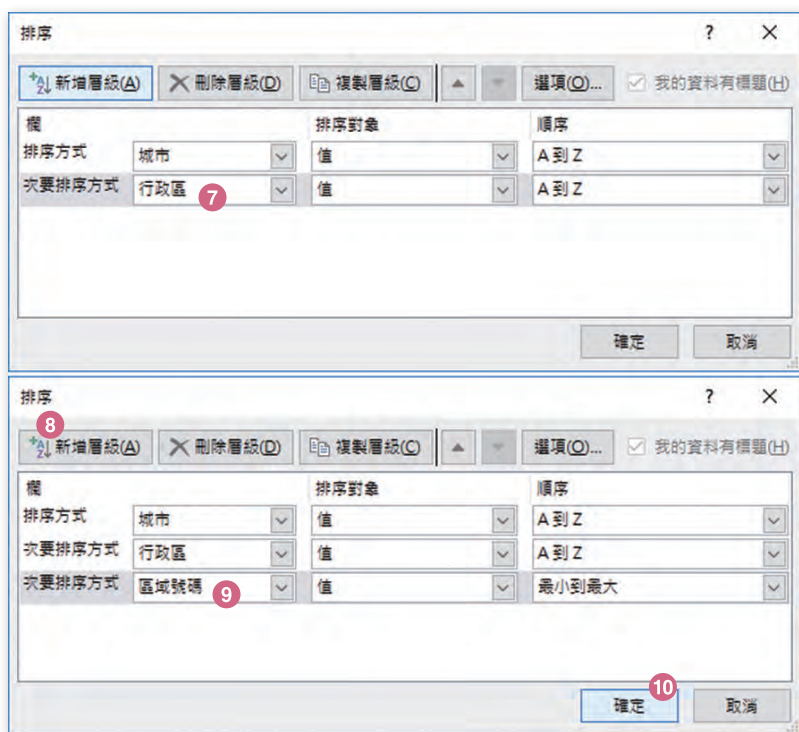 排序 ? ×
新增層級(A) 刪除層級(D) 複製層級(C) 選項(O)... 我的資料有標題(H)
欄 排序對象 順序
排序方式 城市 值 A 到 Z
次要排序方式 行政區 7 值 A 到 Z
確定 取消
排序 ? ×
8
新增層級(A) 刪除層級(D) 複製層級(C) 選項(O)... 我的資料有標題(H)
欄 排序對象 順序
排序方式 城市 值 A 到 Z
次要排序方式 行政區 值 A 到 Z
次要排序方式 區域號碼 9 值 最小到最大
10
確定 取消